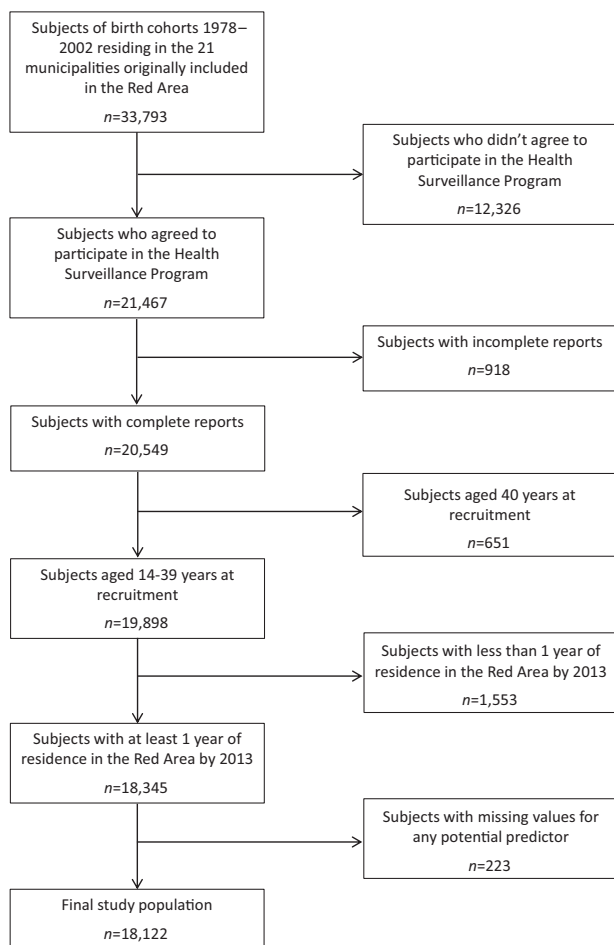 Subjects of birth cohorts 1978–
2002 residing in the 21
municipalities originally included
in the Red Area
n=33,793
Subjects who didn't agree to
participate in the Health
Surveillance Program
n=12,326
Subjects who agreed to
participate in the Health
Surveillance Program
n=21,467
Subjects with incomplete reports
n=918
Subjects with complete reports
n=20,549
Subjects aged 40 years at
recruitment
n=651
Subjects aged 14-39 years at
recruitment
n=19,898
Subjects with less than 1 year of
residence in the Red Area by 2013
n=1,553
Subjects with at least 1 year of
residence in the Red Area by 2013
n=18,345
Subjects with missing values for
any potential predictor
n=223
Final study population
n=18,122